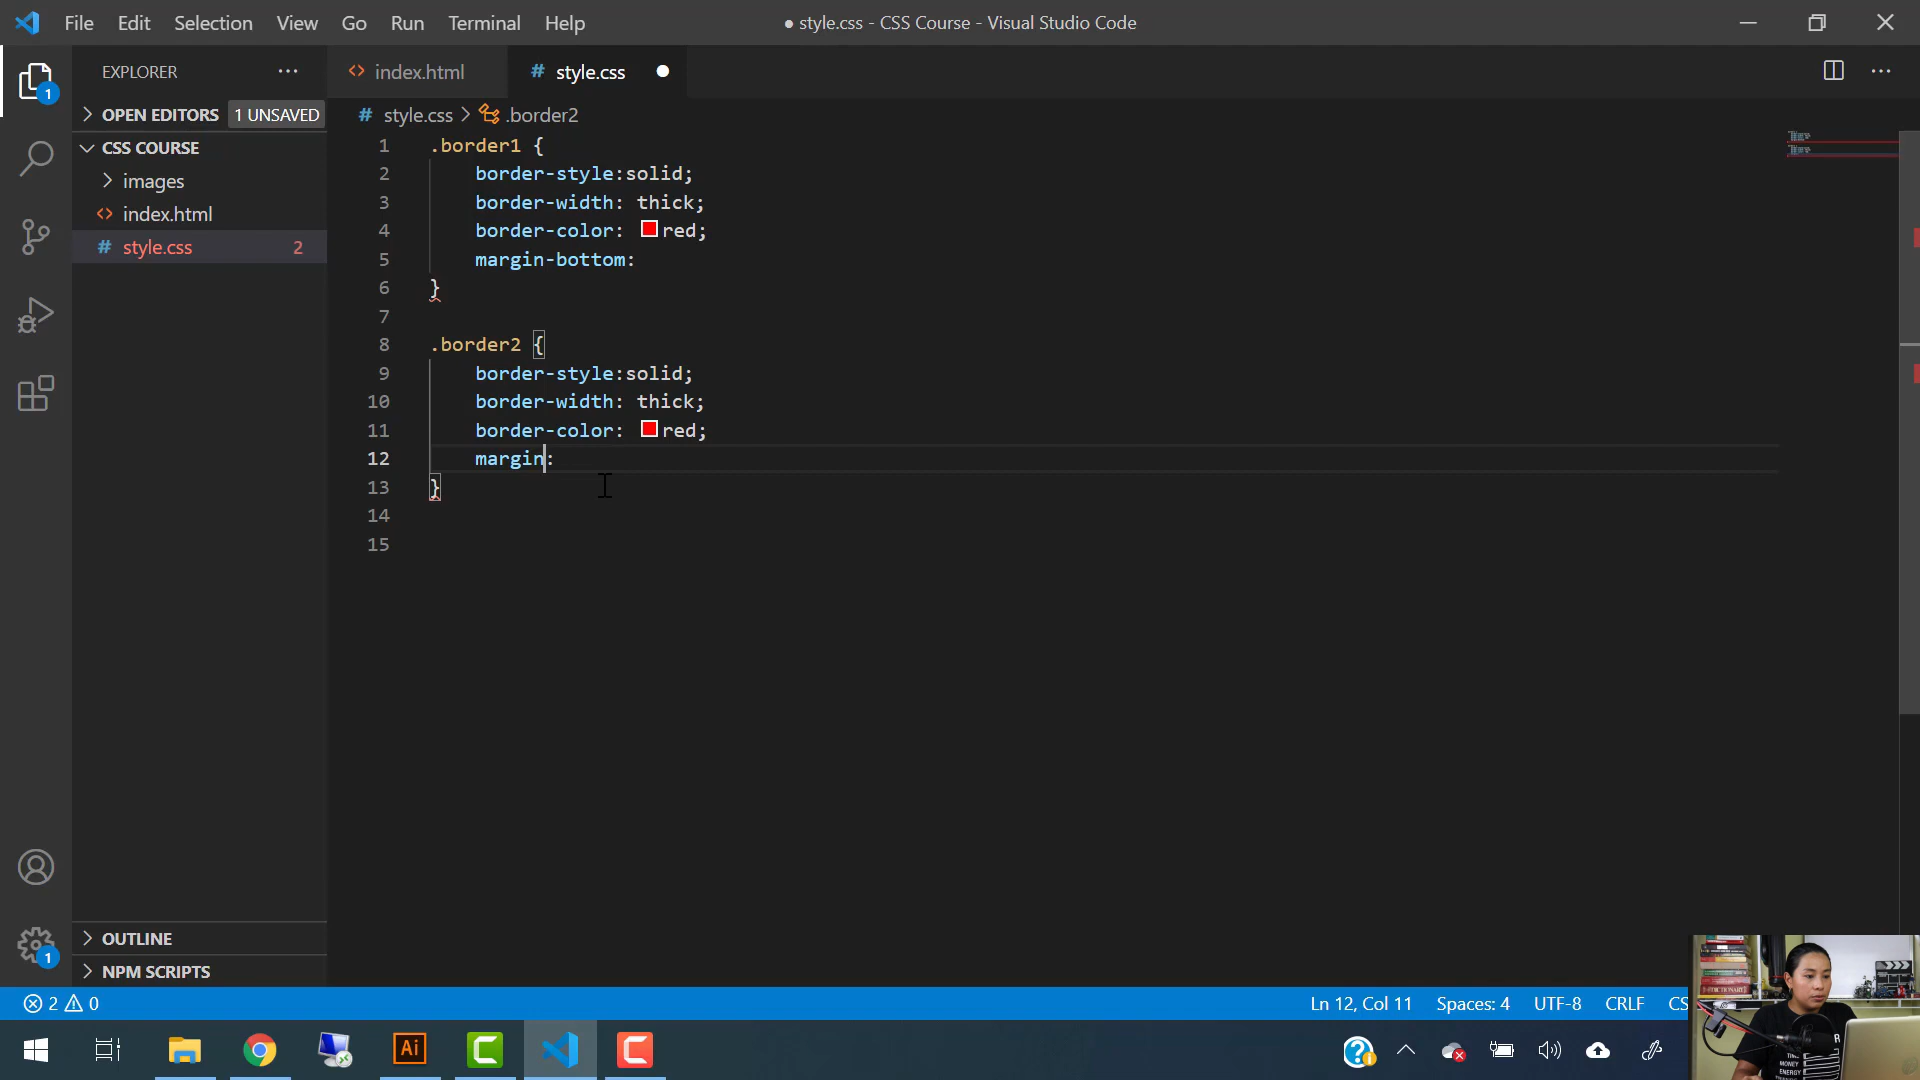 File Edit Selection View Go Run Terminal Help
● style.css - CSS Course - Visual Studio Code
EXPLORER
index.html
# style.css
OPEN EDITORS 1 UNSAVED
# style.css > .border2
CSS COURSE
images
index.html
# style.css 2
1 .border1 {
2 border-style:solid;
3 border-width: thick;
4 border-color: red;
5 margin-bottom:
6 }
7
8 .border2 {
9 border-style:solid;
10 border-width: thick;
11 border-color: red;
12 margin:
13 }
14
15
1
1
OUTLINE
NPM SCRIPTS
2 0
Ln 12, Col 11 Spaces: 4 UTF-8 CRLF CS
Ai